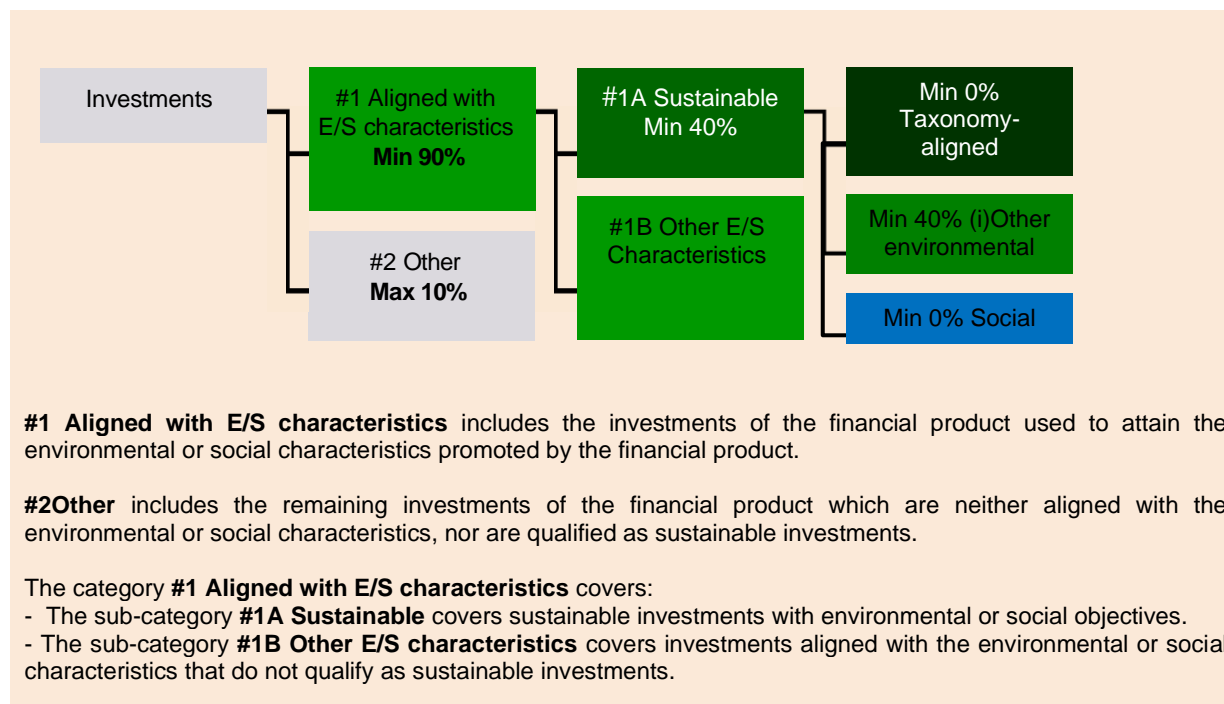 Investments
#1 Aligned with
E/S characteristics
Min 90%
#2 Other
Max 10%
#1A Sustainable
Min 40%
#1B Other E/S
Characteristics
Min 0%
Taxonomy-
aligned
Min 40% (i)Other
environmental
Min 0% Social
#1 Aligned with E/S characteristics includes the investments of the financial product used to attain the
environmental or social characteristics promoted by the financial product.
#2Other includes the remaining investments of the financial product which are neither aligned with the
environmental or social characteristics, nor are qualified as sustainable investments.
The category #1 Aligned with E/S characteristics covers:
- The sub-category #1A Sustainable covers sustainable investments with environmental or social objectives.
- The sub-category #1B Other E/S characteristics covers investments aligned with the environmental or social
characteristics that do not qualify as sustainable investments.